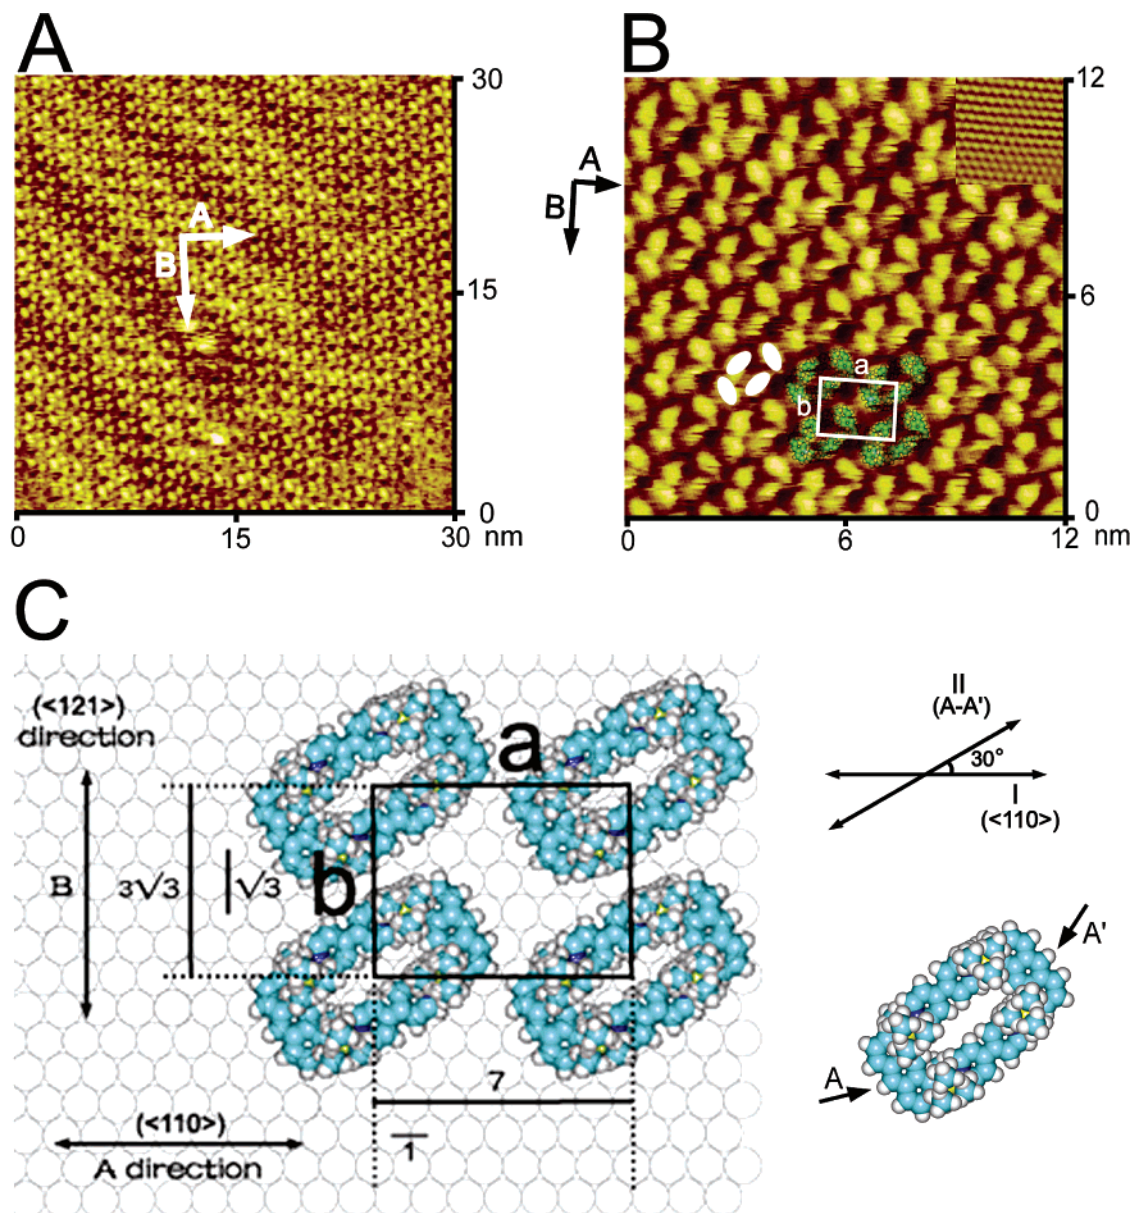 A
B
30
15
0
A
B
0
15
30
nm
A
B
12
6
0
a
b
0
6
12
nm
C
(<121>)
direction
B
3√3
√3
a
b
7
1
(<110>)
A direction
II
(A-A')
30°
I
(<110>)
A'
A